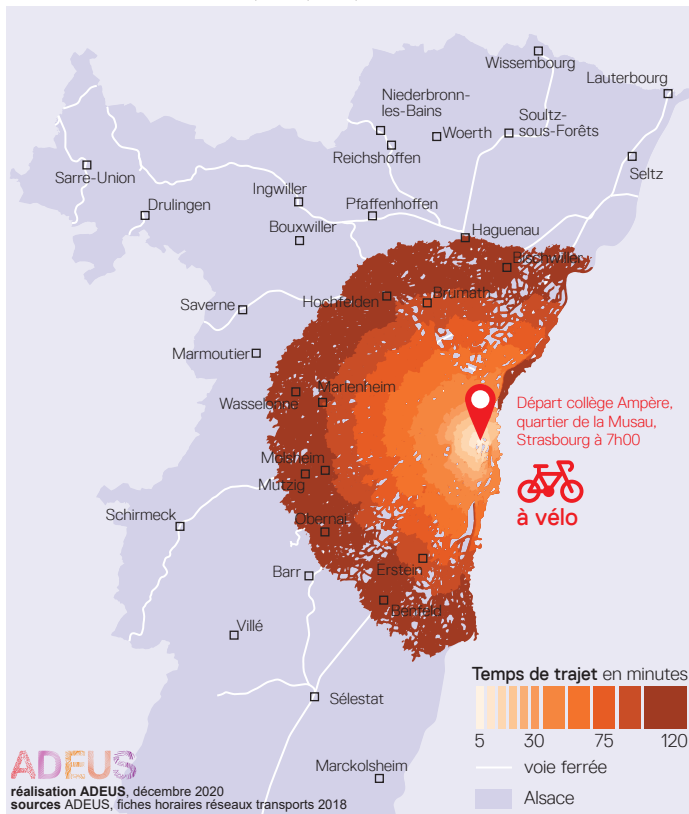 Wissembourg
Lauterbourg
Niederbronn-
les-Bains
Woerth
Soultz-
sous-Forêts
Reichshoffen
Sarre-Union
Seltz
Ingwiller
Pfaffenhoffen
Drulingen
Bouxwiller
Haguenau
Bischwiller
Saverne
Hochfelden
Brumath
Marmoutier
Marlenheim
Wasselonne
Départ collège Ampère,
quartier de la Musau,
Strasbourg à 7h00
Molsheim
Mutzig
à vélo
Schirmeck
Obernai
Barr
Erstein
Benfeld
Villé
Sélestat
Marckolsheim
Temps de trajet en minutes
5 30 75 120
voie ferrée
Alsace
ADEUS
réalisation ADEUS, décembre 2020
sources ADEUS, fiches horaires réseaux transports 2018